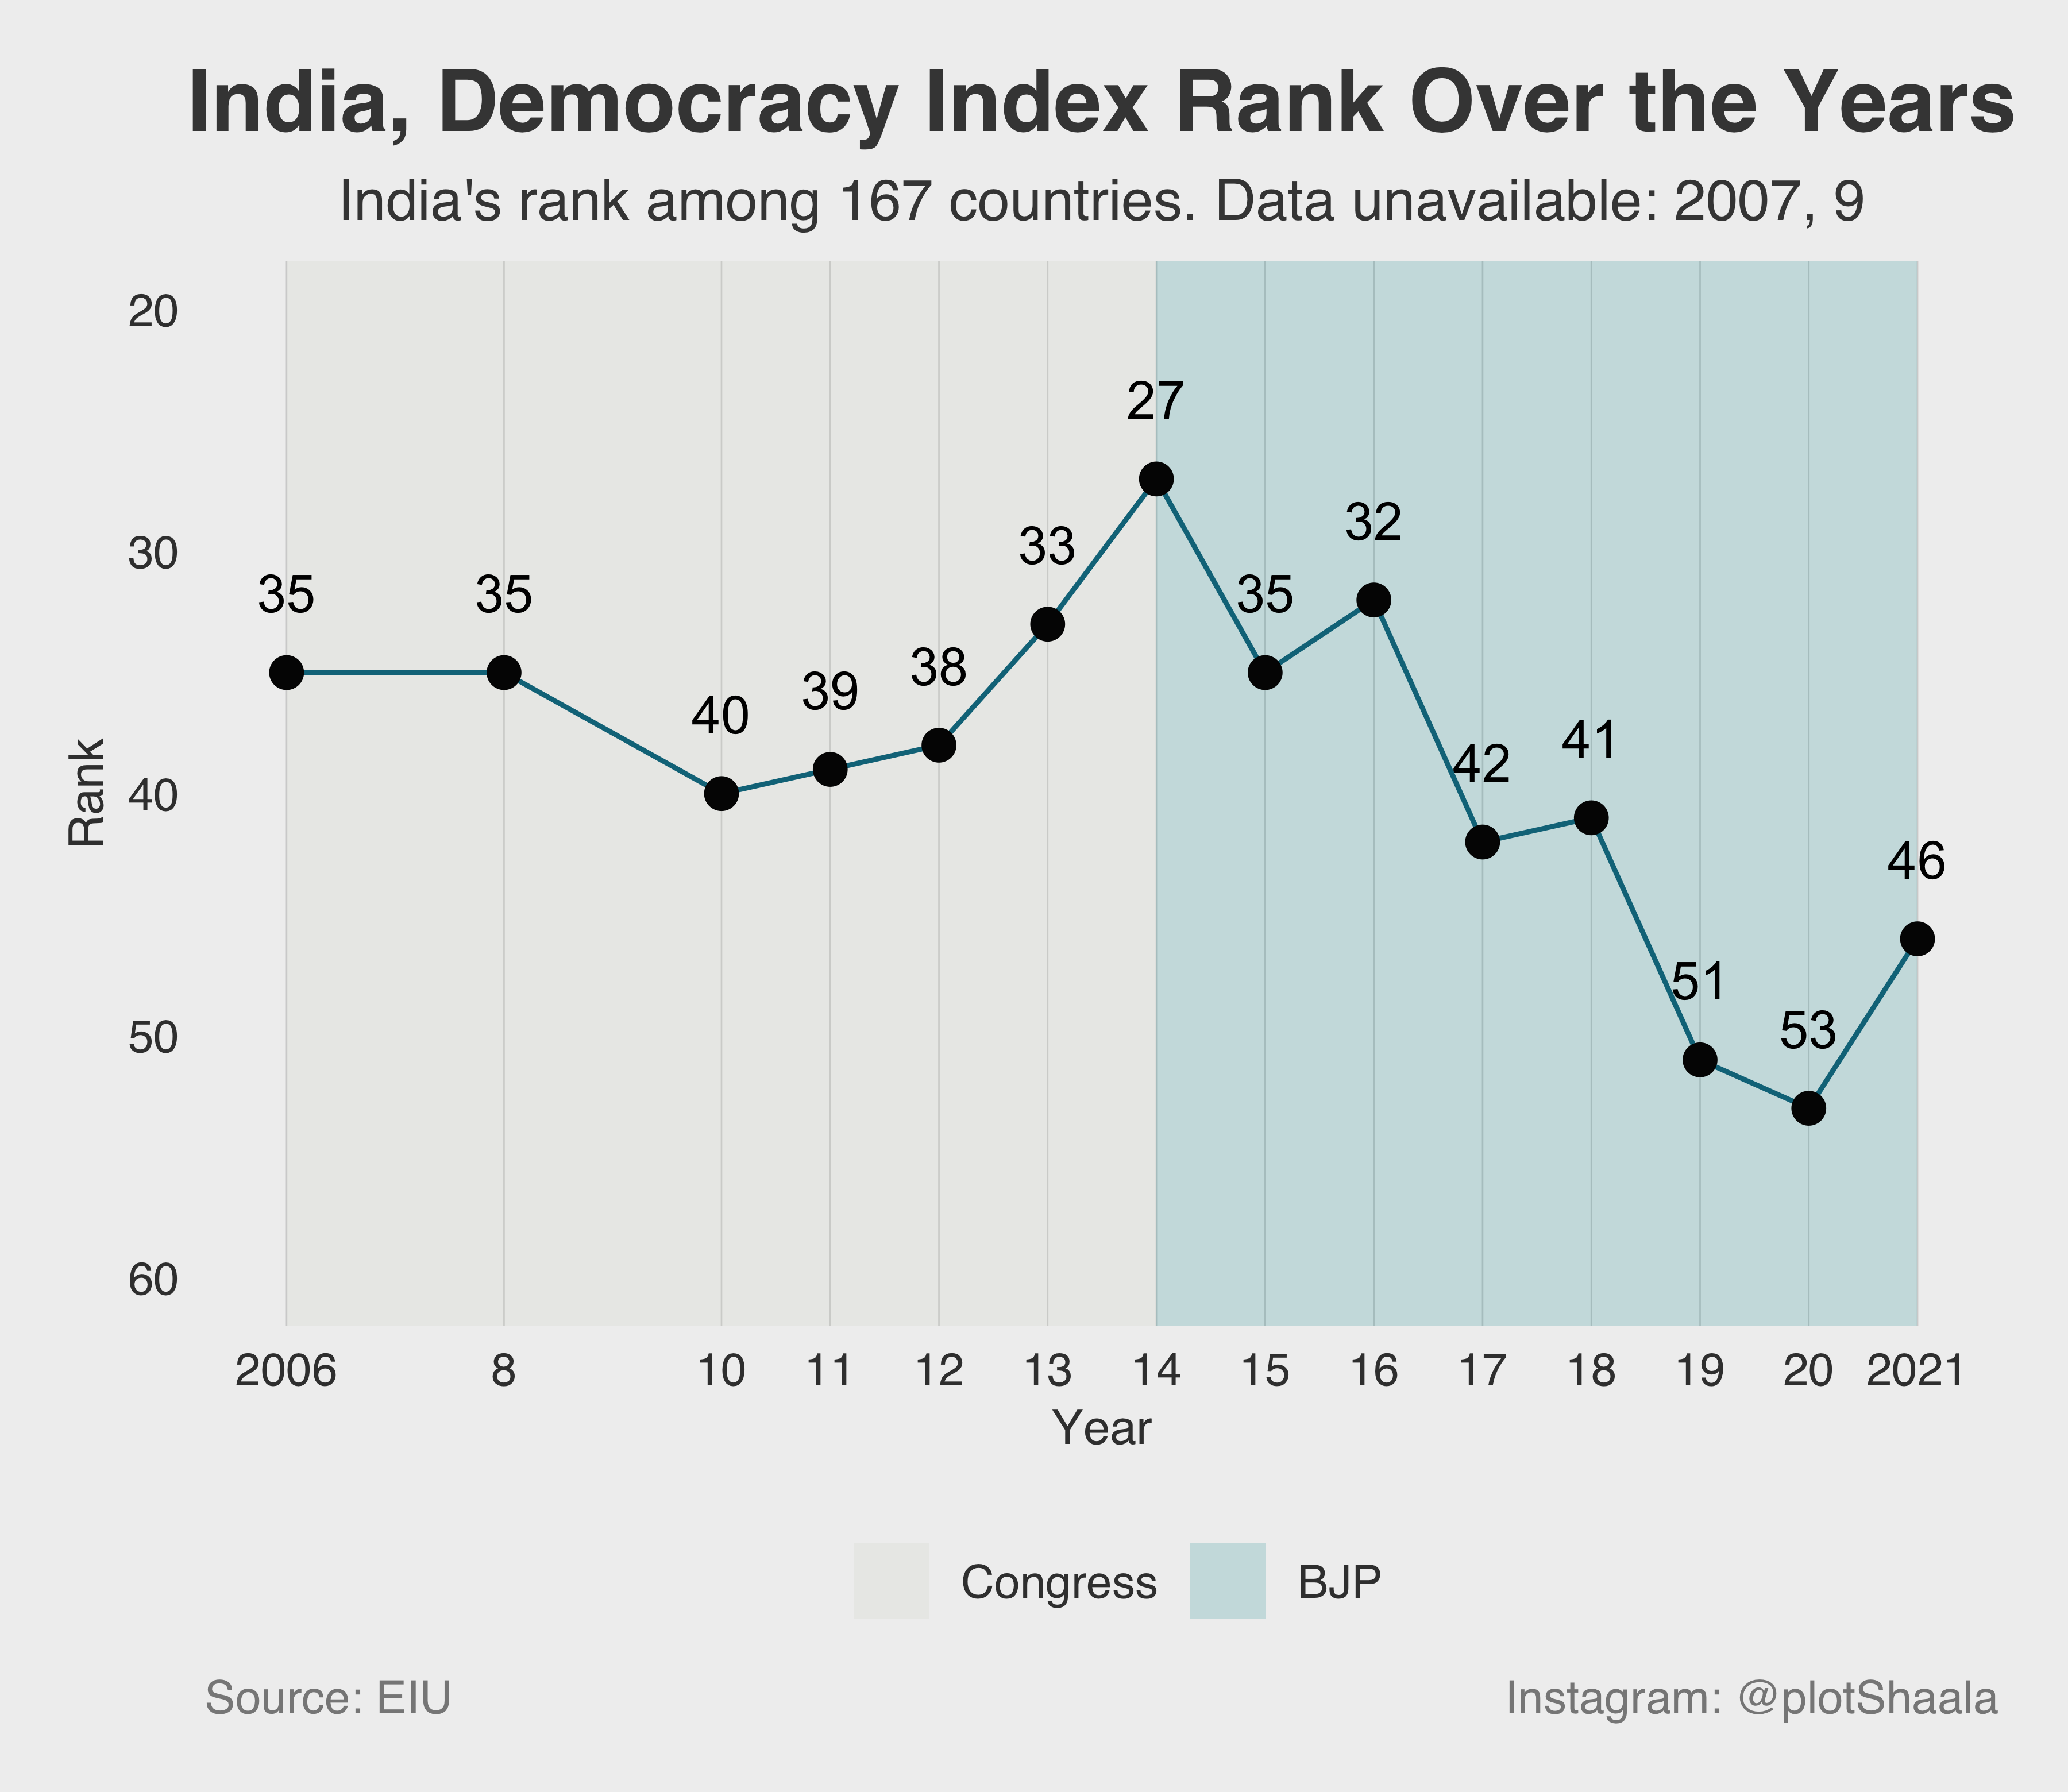 India, Democracy Index Rank Over the Years
India's rank among 167 countries. Data unavailable: 2007, 9
Rank
20
30
40
50
60
35
35
40
39
38
33
27
35
32
42
41
51
53
46
2006 8 10 11 12 13 14 15 16 17 18 19 20 2021
Year
Congress BJP
Source: EIU Instagram: @plotShaala